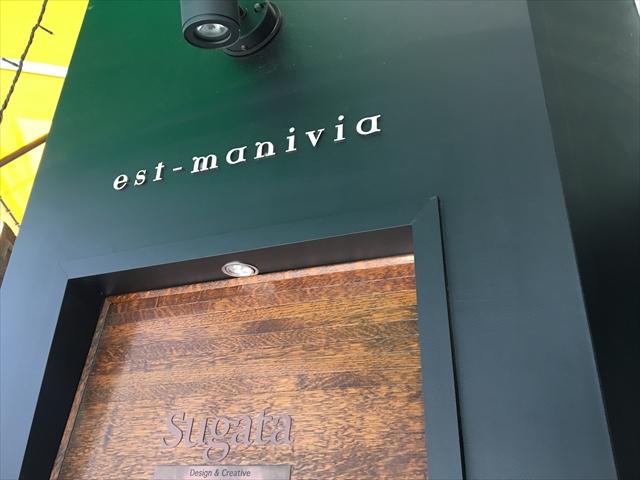 est-manivia
Sugata
Design & Creative